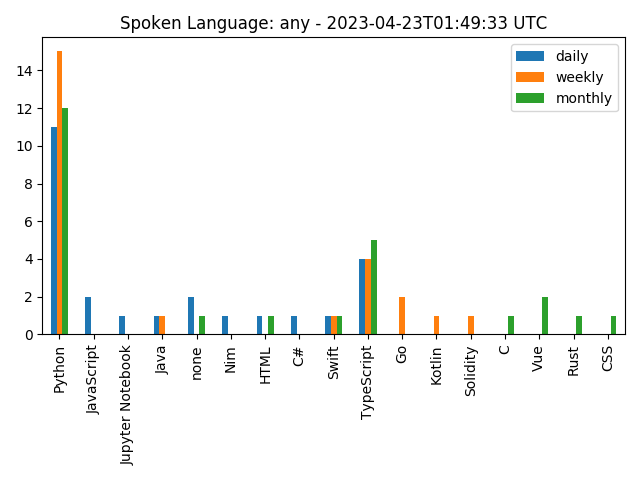 Spoken Language: any - 2023-04-23T01:49:33 UTC
daily
weekly
monthly
14
12
10
8
6
4
2
0
Python
JavaScript
Jupyter Notebook
Java
none
Nim
HTML
C#
Swift
TypeScript
Go
Kotlin
Solidity
C
Vue
Rust
CSS